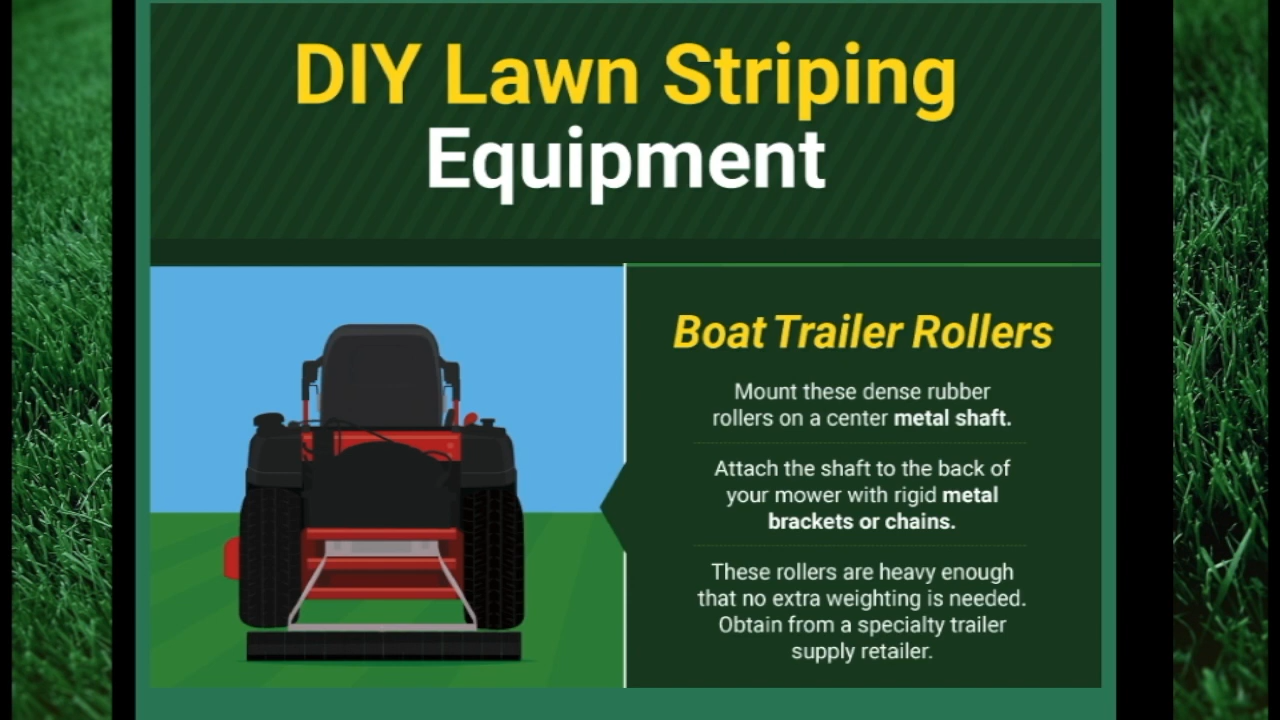 DIY Lawn Striping
Equipment
Boat Trailer Rollers
Mount these dense rubber
rollers on a center metal shaft.
Attach the shaft to the back of
your mower with rigid metal
brackets or chains.
These rollers are heavy enough
that no extra weighting is needed.
Obtain from a specialty trailer
supply retailer.